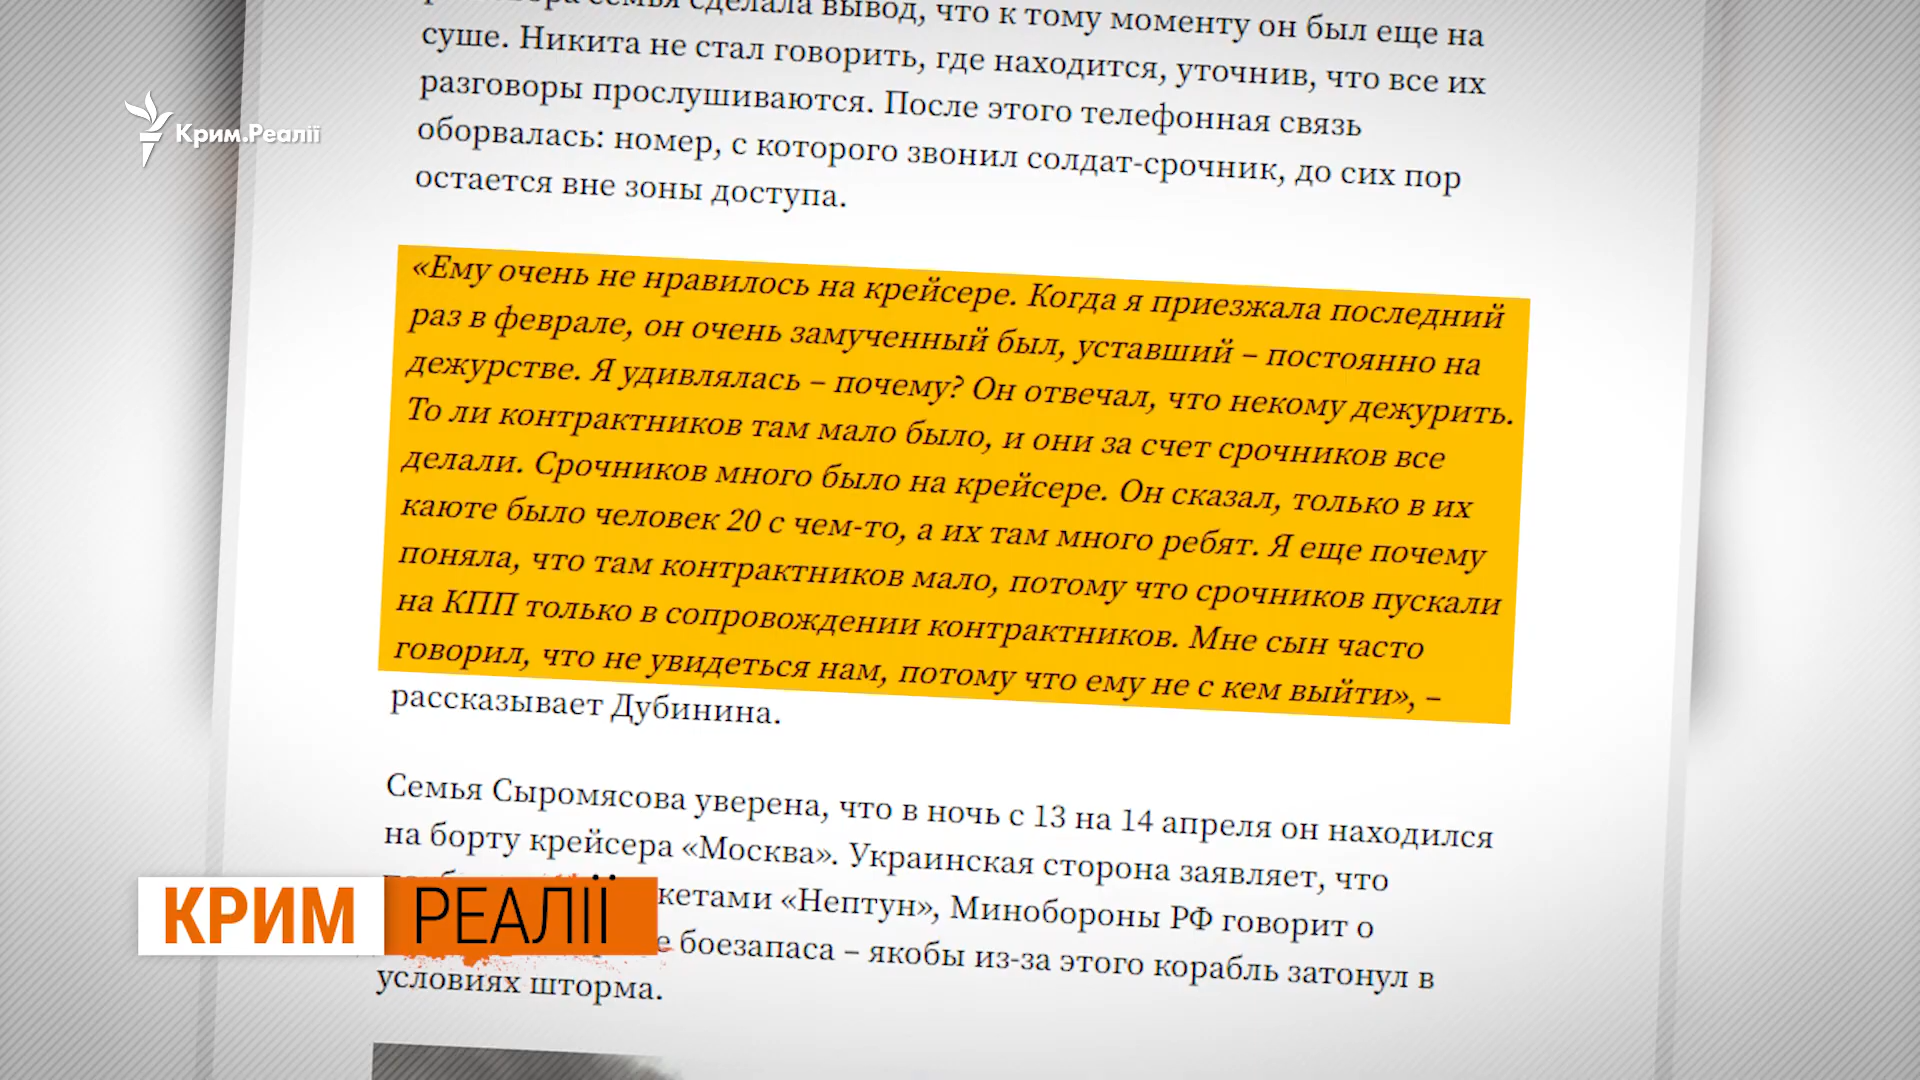 сделала вывод, что к тому моменту он был еще на
суше. Никита не стал говорить, где находится, уточнив, что все их
разговоры прослушиваются. После этого телефонная связь
оборвалась: номер, с которого звонил солдат-срочник, до сих пор
остается вне зоны доступа.
Крим.Реалії
«Ему очень не нравилось на крейсере. Когда я приезжала последний
раз в феврале, он очень замученный был, уставший – постоянно на
дежурстве. Я удивлялась – почему? Он отвечал, что некому дежурить.
То ли контрактников там мало было, и они за счет срочников все
делали. Срочников много было на крейсере. Он сказал, только в их
каюте было человек 20 с чем-то, а их там много ребят. Я еще почему
поняла, что там контрактников мало, потому что срочников пускали
на КПП только в сопровождении контрактников. Мне сын часто
говорил, что не увидеться нам, потому что ему не с кем выйти», –
рассказывает Дубинина.
Семья Сыромясова уверена, что в ночь с 13 на 14 апреля он находился
на борту крейсера «Москва». Украинская сторона заявляет, что
«Нептун», Минобороны РФ говорит о
боезапаса – якобы из-за этого корабль затонул в
условиях шторма.
КРИМ РЕАЛІЇ